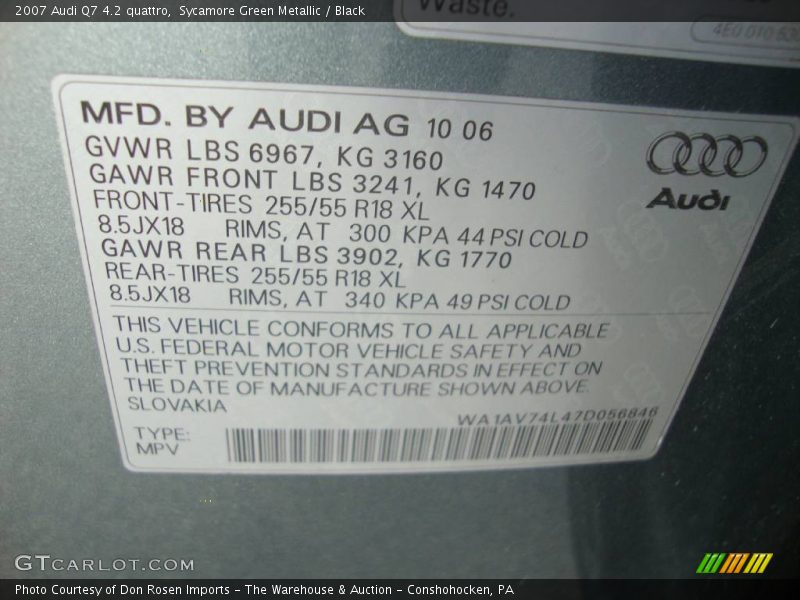 2007 Audi Q7 4.2 quattro,  Sycamore Green Metallic / Black
Waste.
MFD. BY AUDI AG 10 06
GVWR LBS 6967, KG 3160
GAWR FRONT LBS 3241, KG 1470
FRONT-TIRES 255/55 R18 XL
8.5JX18 RIMS, AT 300 KPA 44 PSI COLD
GAWR REAR LBS 3902, KG 1770
REAR-TIRES 255/55 R18 XL
8.5JX18 RIMS, AT 340 KPA 49 PSI COLD
Audi
THIS VEHICLE CONFORMS TO ALL APPLICABLE
U.S. FEDERAL MOTOR VEHICLE SAFETY AND
THEFT PREVENTION STANDARDS IN EFFECT ON
THE DATE OF MANUFACTURE SHOWN ABOVE.
SLOVAKIA
WA1AV74L47D056846
TYPE:
MPV
GTCARLOT.COM
Photo Courtesy of Don Rosen Imports - The Warehouse & Auction - Conshohocken, PA